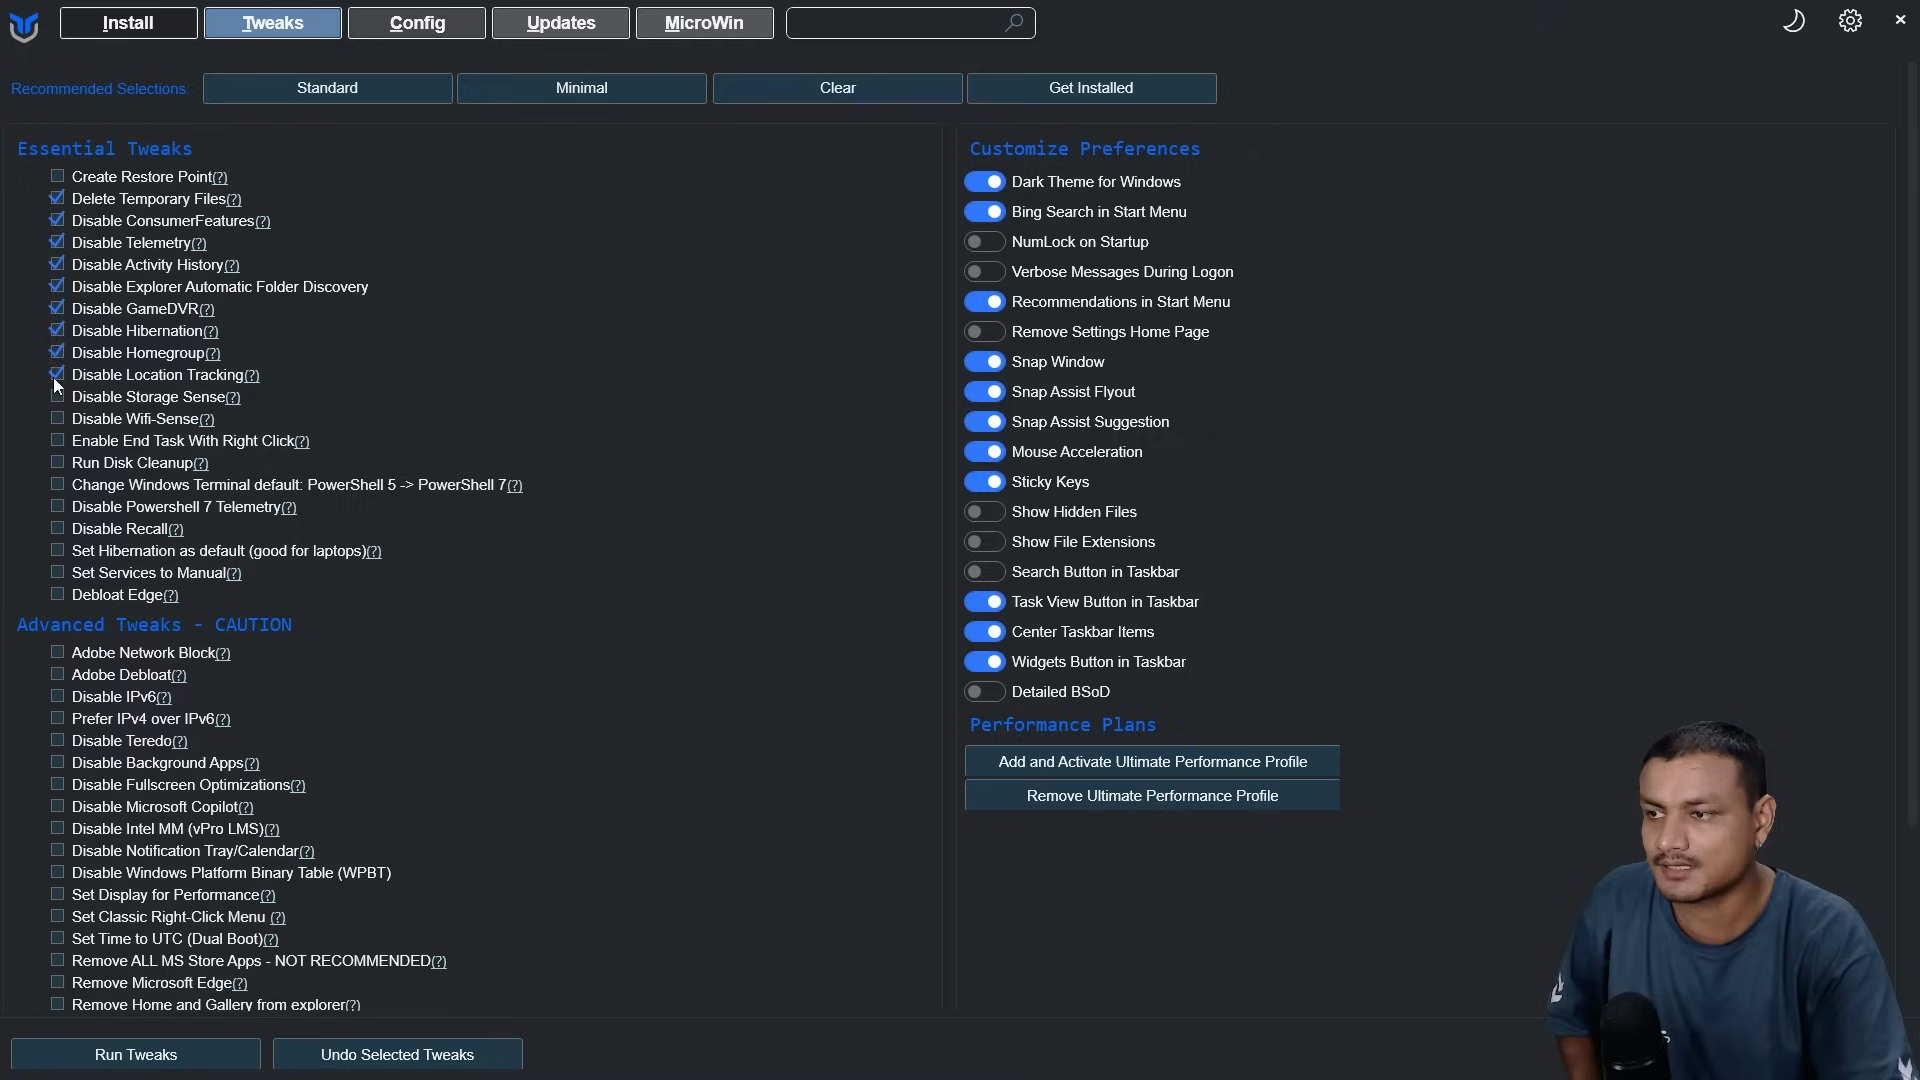 Install
Tweaks
Config
Updates
MicroWin
Recommended Selections:
Standard
Minimal
Clear
Get Installed
Essential Tweaks
Create Restore Point(?)
Delete Temporary Files(?)
Disable ConsumerFeatures(?)
Disable Telemetry(?)
Disable Activity History(?)
Disable Explorer Automatic Folder Discovery
Disable GameDVR(?)
Disable Hibernation(?)
Disable Homegroup(?)
Disable Location Tracking(?)
Disable Storage Sense(?)
Disable Wifi-Sense(?)
Enable End Task With Right Click(?)
Run Disk Cleanup(?)
Change Windows Terminal default: PowerShell 5 -> PowerShell 7(?)
Disable Powershell 7 Telemetry(?)
Disable Recall(?)
Set Hibernation as default (good for laptops)(?)
Set Services to Manual(?)
Debloat Edge(?)
Advanced Tweaks - CAUTION
Adobe Network Block(?)
Adobe Debloat(?)
Disable IPv6(?)
Prefer IPv4 over IPv6(?)
Disable Teredo(?)
Disable Background Apps(?)
Disable Fullscreen Optimizations(?)
Disable Microsoft Copilot(?)
Disable Intel MM (vPro LMS)(?)
Disable Notification Tray/Calendar(?)
Disable Windows Platform Binary Table (WPBT)
Set Display for Performance(?)
Set Classic Right-Click Menu (?)
Set Time to UTC (Dual Boot)(?)
Remove ALL MS Store Apps - NOT RECOMMENDED(?)
Remove Microsoft Edge(?)
Remove Home and Gallery from explorer(?)
Customize Preferences
Dark Theme for Windows
Bing Search in Start Menu
NumLock on Startup
Verbose Messages During Logon
Recommendations in Start Menu
Remove Settings Home Page
Snap Window
Snap Assist Flyout
Snap Assist Suggestion
Mouse Acceleration
Sticky Keys
Show Hidden Files
Show File Extensions
Search Button in Taskbar
Task View Button in Taskbar
Center Taskbar Items
Widgets Button in Taskbar
Detailed BSoD
Performance Plans
Add and Activate Ultimate Performance Profile
Remove Ultimate Performance Profile
Run Tweaks
Undo Selected Tweaks